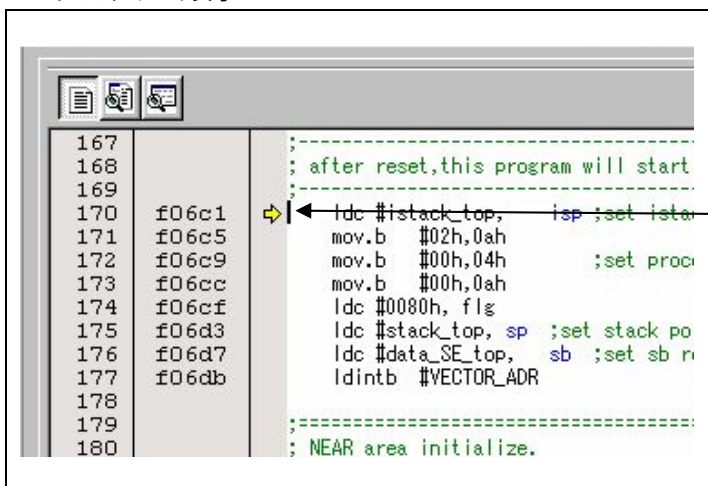 167 ;-----------------------------------------
168 ; after reset,this program will start
169 ;-----------------------------------------
170 f06c1 ldc #istack_top, isp ;set
171 f06c5 mov.b #02h,0ah
172 f06c9 mov.b #00h,04h ;set
173 f06cc mov.b #00h,0ah
174 f06cf ldc #0080h, flg
175 f06d3 ldc #stack_top, sp ;set stack
176 f06d7 ldc #data_SE_top, sb ;set sb
177 f06db ldintb #VECTOR_ADR
178
179 ;=========================================
180 ; NEAR area initialize.